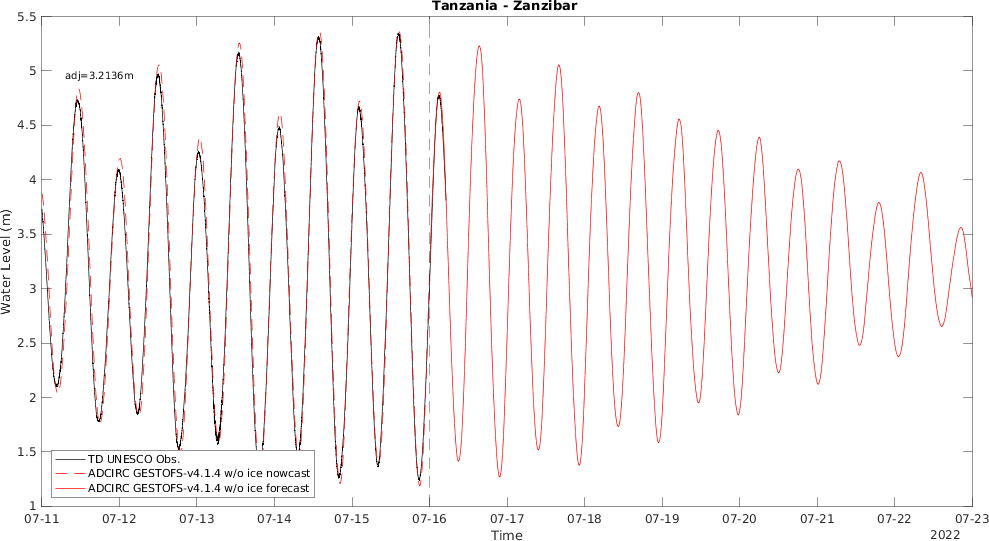 Tanzania - Zanzibar
5.5
5
4.5
4
3.5
3
2.5
2
1.5
1
Water Level (m)
adj=3.2136m
TD UNESCO Obs.
ADCIRC GESTOFS-v4.1.4 w/o ice nowcast
ADCIRC GESTOFS-v4.1.4 w/o ice forecast
07-11 07-12 07-13 07-14 07-15 07-16 07-17 07-18 07-19 07-20 07-21 07-22 07-23
Time
2022